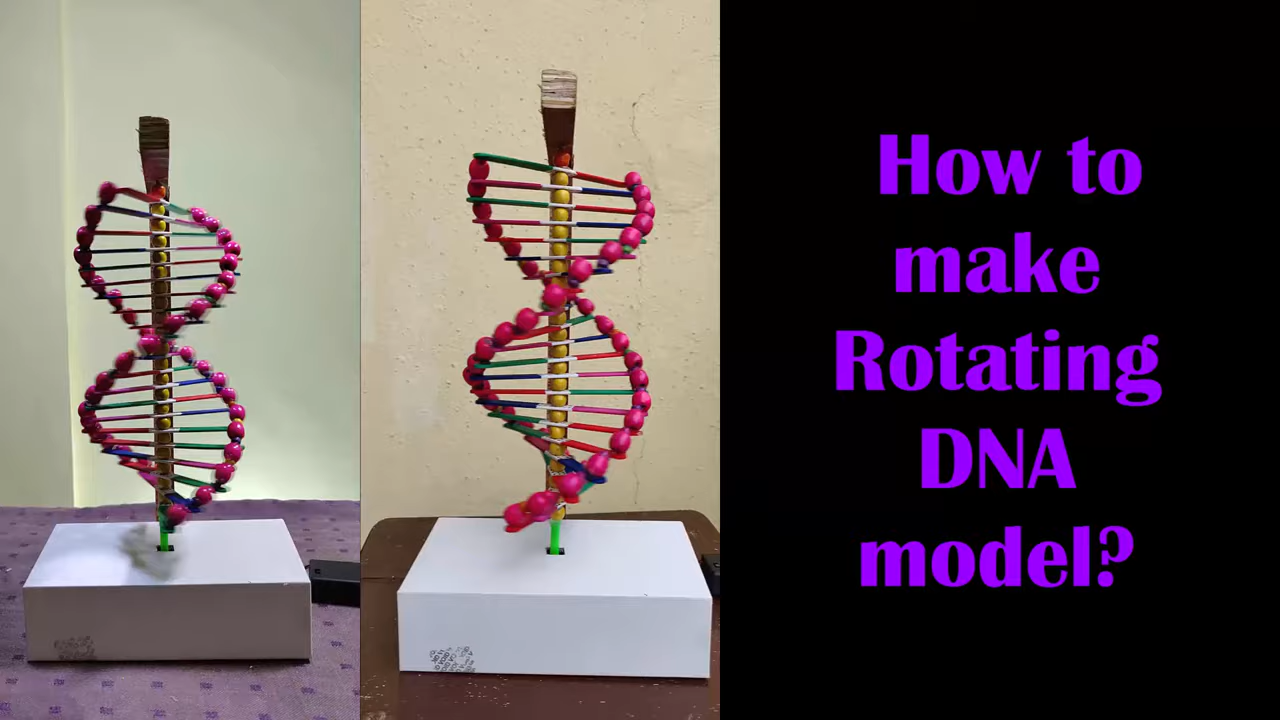 How to
make
Rotating
DNA
model?